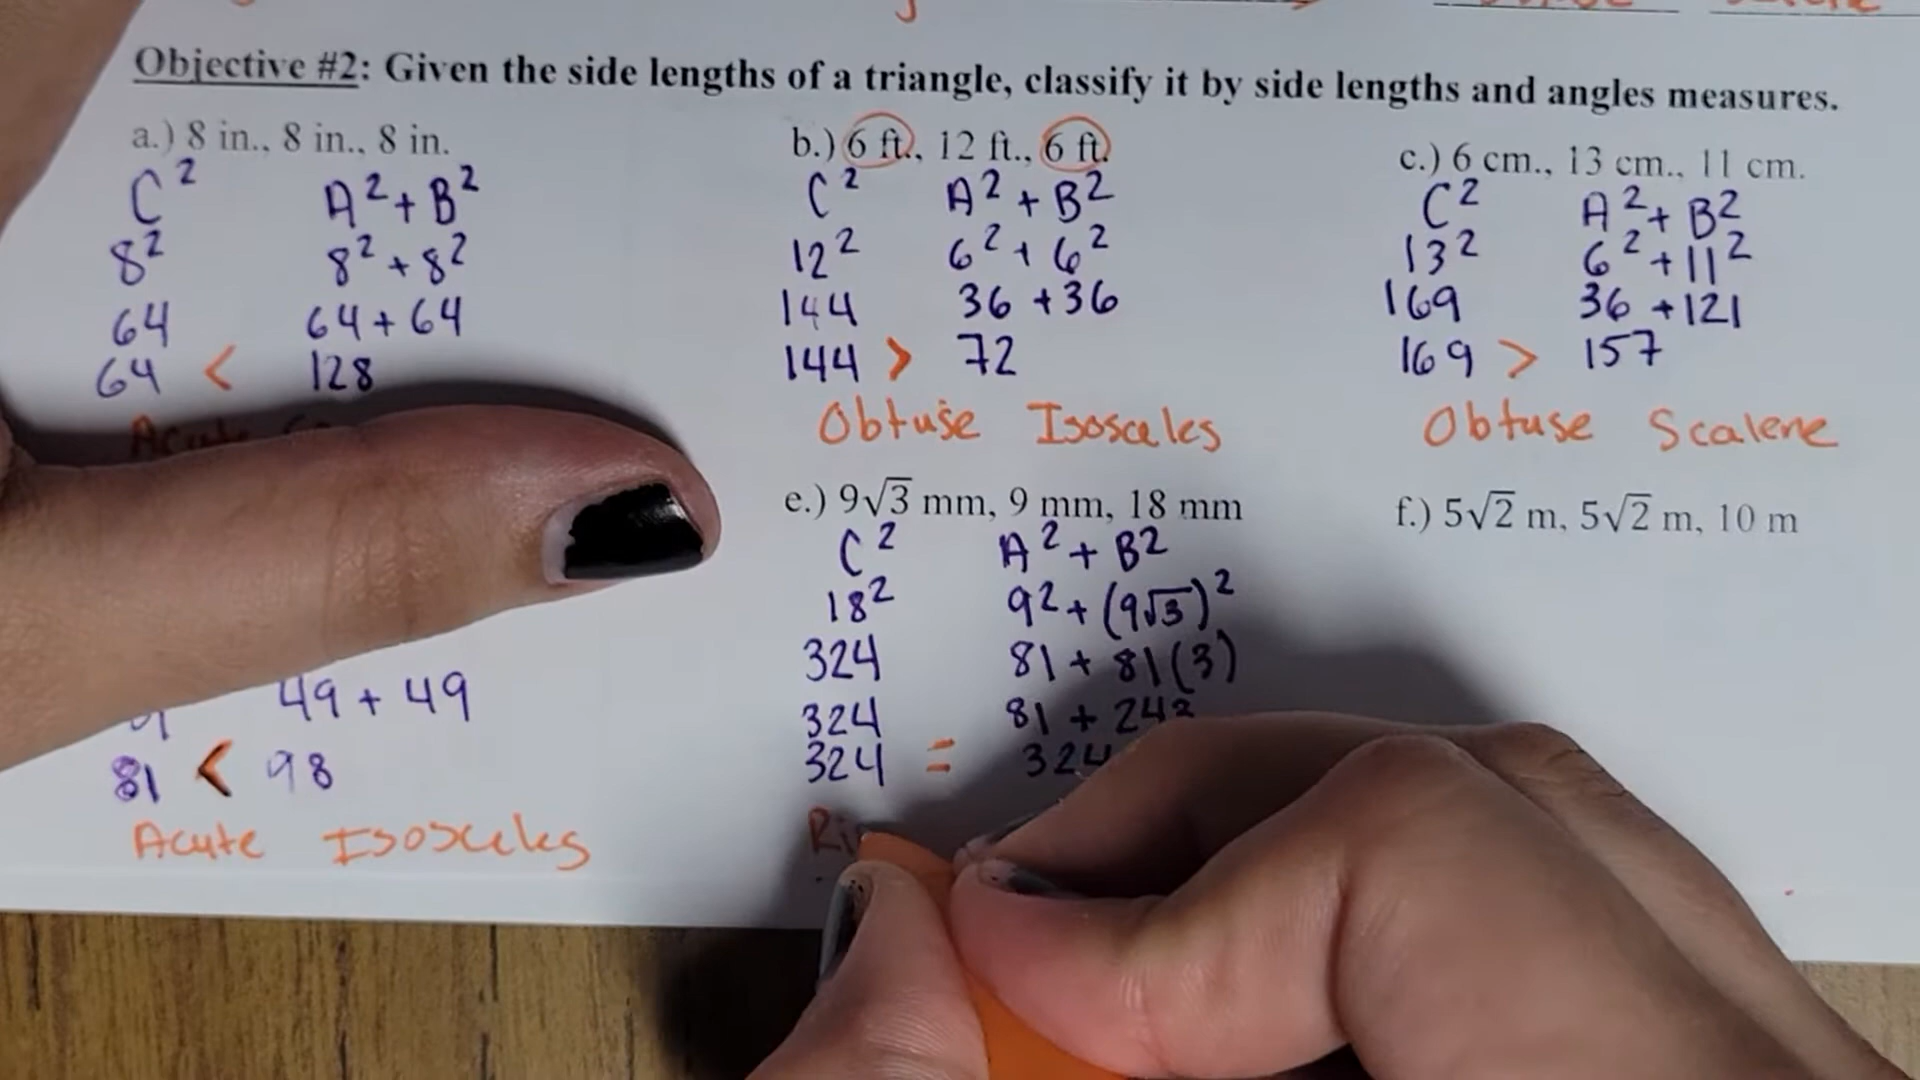 Objective #2: Given the side lengths of a triangle, classify it by side lengths and angles measures.
a.) 8 in., 8 in., 8 in.
C² A² + B²
8² 8² + 8²
64 64 + 64
64 < 128
Acute
b.) 6 ft., 12 ft., 6 ft.
C² A² + B²
12² 6² + 6²
144 36 + 36
144 > 72
Obtuse Isosceles
c.) 6 cm., 13 cm., 11 cm.
C² A² + B²
13² 6² + 11²
169 36 + 121
169 > 157
Obtuse Scalene
49 + 49
81 < 98
Acute Isosceles
e.) 9√3 mm, 9 mm, 18 mm
C² A² + B²
18² 9² + (9√3)²
324 81 + 81(3)
324 81 + 243
324 = 324
Ri
f.) 5√2 m, 5√2 m, 10 m